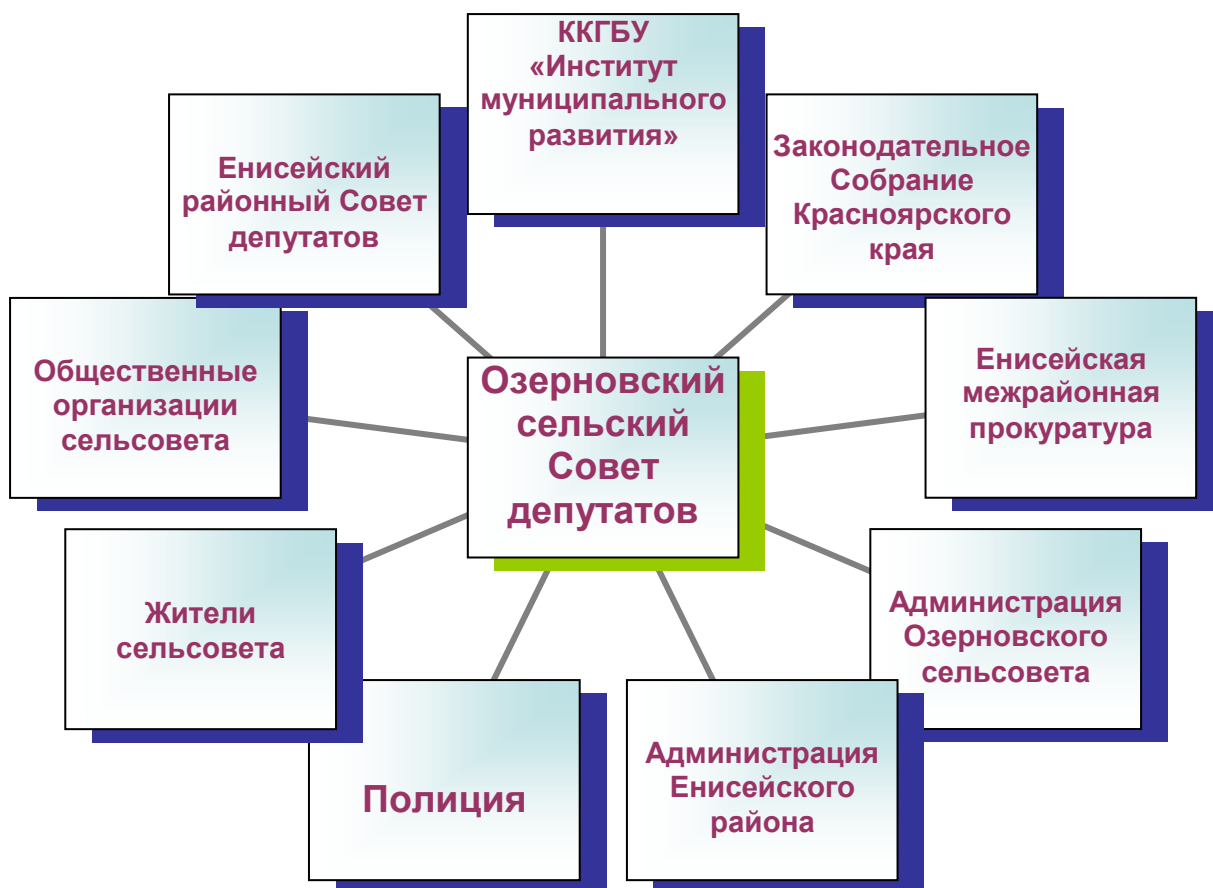 ККГБУ
«Институт
муниципального
развития»
Законодательное
Собрание
Красноярского
края
Енисейский
районный Совет
депутатов
Енисейская
межрайонная
прокуратура
Общественные
организации
сельсовета
Озерновский
сельский
Совет
депутатов
Администрация
Озерновского
сельсовета
Жители
сельсовета
Администрация
Енисейского
района
Полиция